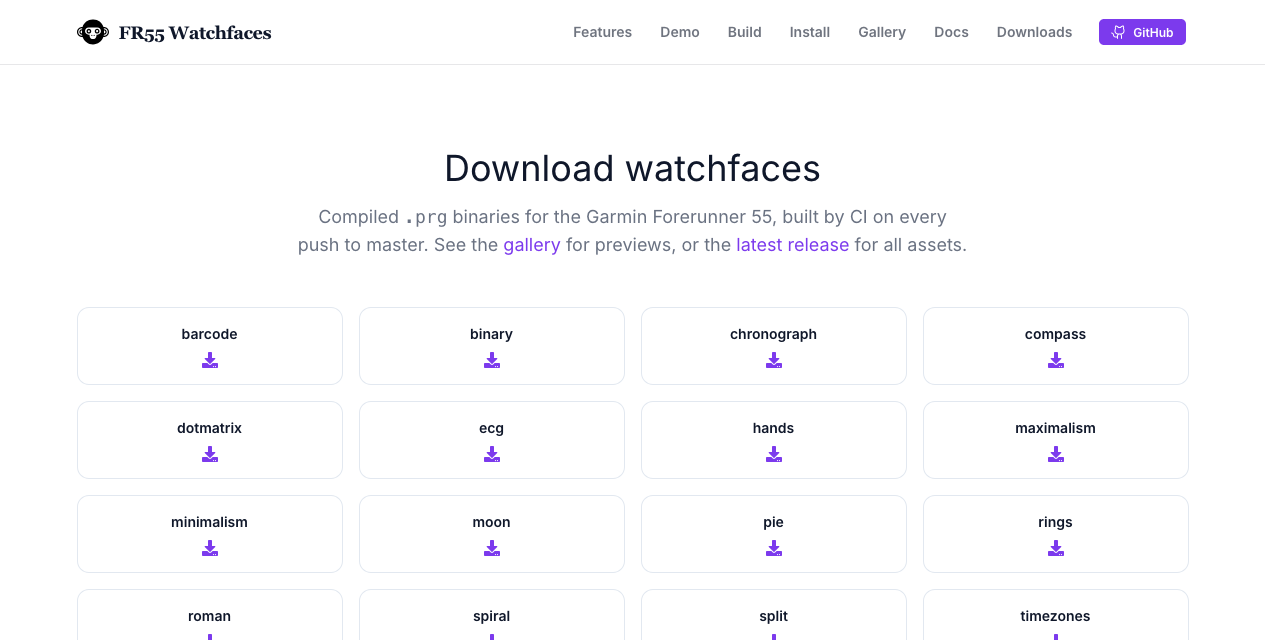 FR55 Watchfaces
Features Demo Build Install Gallery Docs Downloads GitHub
Download watchfaces
Compiled .prg binaries for the Garmin Forerunner 55, built by CI on every
push to master. See the gallery for previews, or the latest release for all assets.
barcode binary chronograph compass
dotmatrix ecg hands maximalism
minimalism moon pie rings
roman spiral split timezones